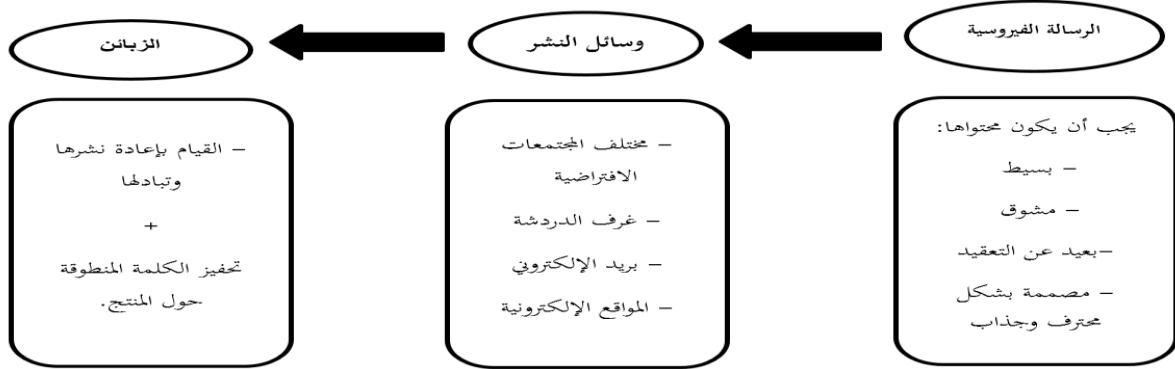 الرسالة الفيروسية
وسائل النشر
الزبائن
يجب أن يكون محتواها:
– بسيط
– مشوق
–بعيد عن التعقيد
– مصممة بشكل
محترف وجذاب
– مختلف المجتمعات
الافتراضية
– غرف الدردشة
– بريد الإلكتروني
– المواقع الإلكترونية
– القيام بإعادة نشرها
وتبادلها
+
تحفيز الكلمة المنطوقة
حول المنتج.